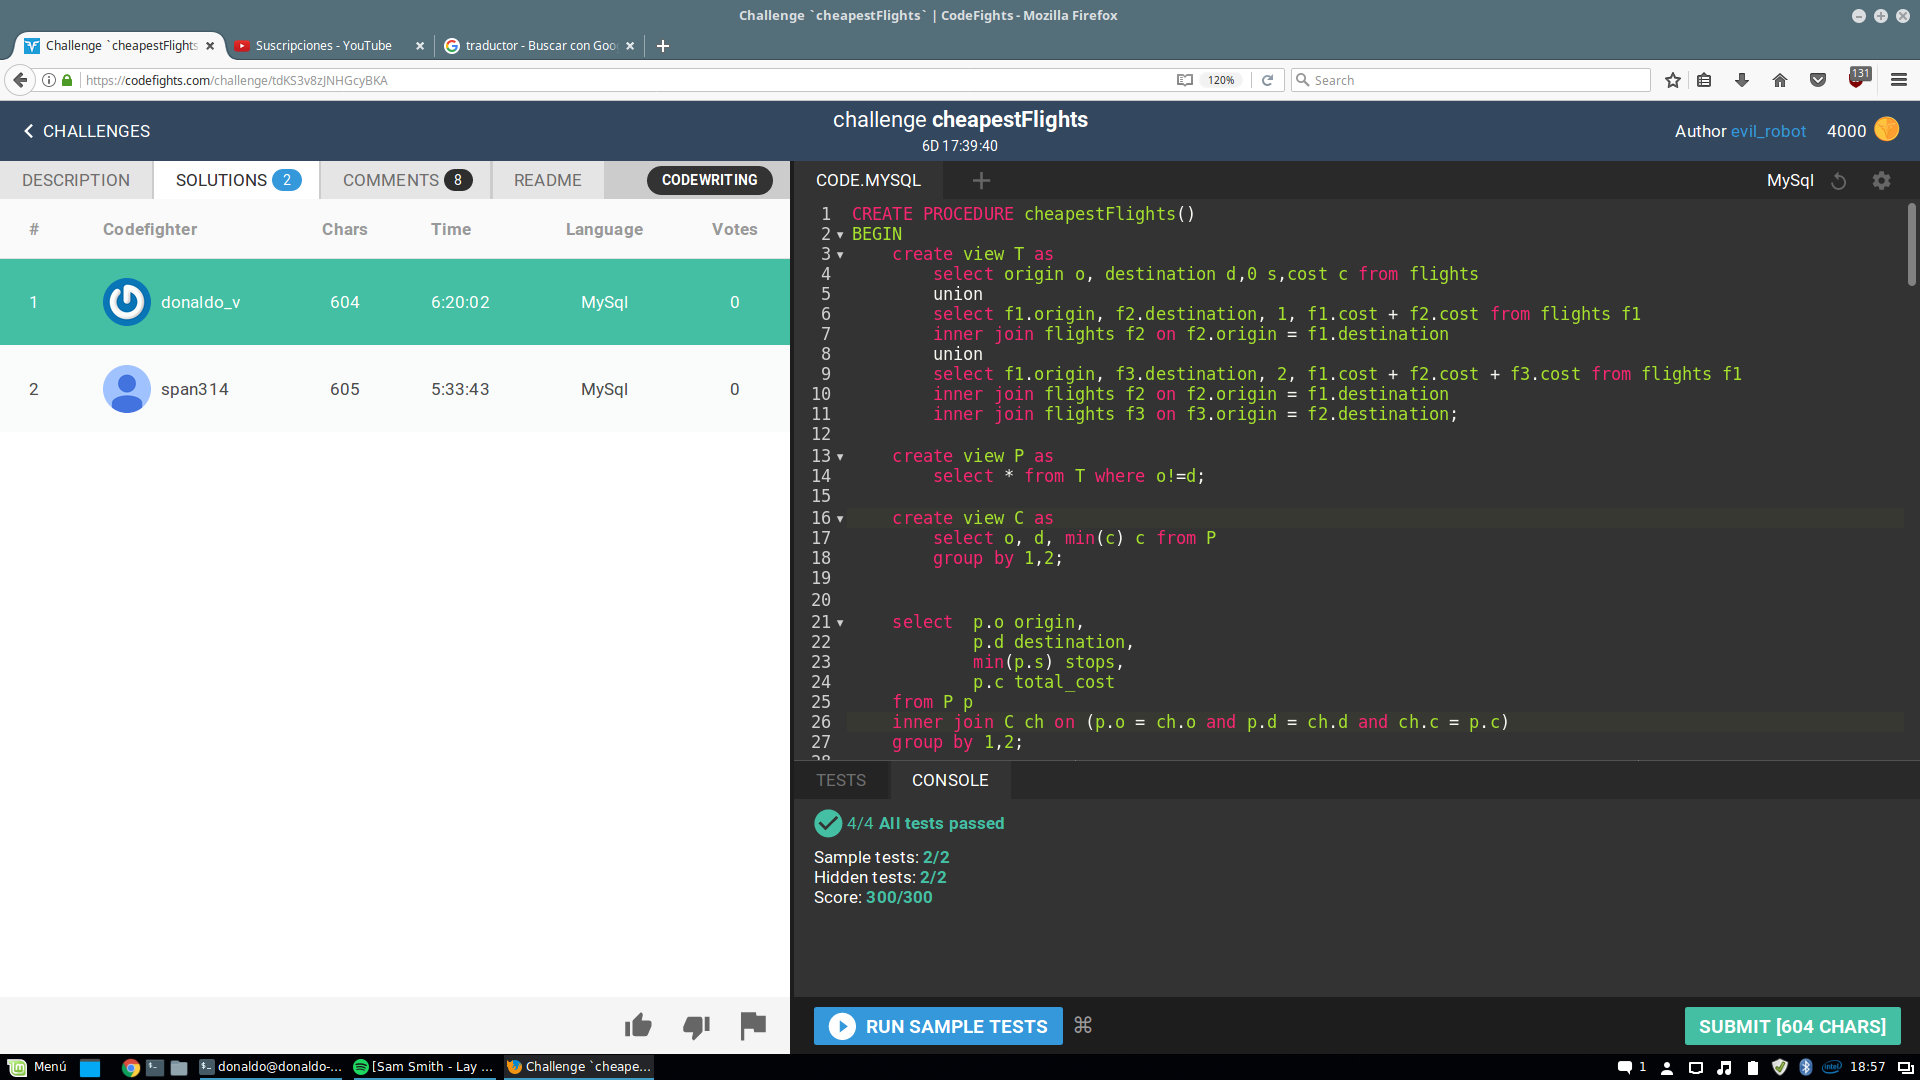 Challenge `cheapestFlights` | CodeFights - Mozilla Firefox
Challenge `cheapestFlights
Suscripciones - YouTube
traductor - Buscar con Goo
https://codefights.com/challenge/tdKS3v8zJNHGcyBKA
120%
Search
131
CHALLENGES
challenge cheapestFlights
6D 17:39:40
Author evil_robot 4000
DESCRIPTION SOLUTIONS 2 COMMENTS 8 README CODEWRITING
# Codefighter Chars Time Language Votes
1 donaldo_v 604 6:20:02 MySql 0
2 span314 605 5:33:43 MySql 0
CODE.MYSQL MySql
1 CREATE PROCEDURE cheapestFlights()
2 BEGIN
3 create view T as
4 select origin o, destination d,0 s,cost c from flights
5 union
6 select f1.origin, f2.destination, 1, f1.cost + f2.cost from flights f1
7 inner join flights f2 on f2.origin = f1.destination
8 union
9 select f1.origin, f3.destination, 2, f1.cost + f2.cost + f3.cost from flights f1
10 inner join flights f2 on f2.origin = f1.destination
11 inner join flights f3 on f3.origin = f2.destination;
12
13 create view P as
14 select * from T where o!=d;
15
16 create view C as
17 select o, d, min(c) c from P
18 group by 1,2;
19
20
21 select p.o origin,
22 p.d destination,
23 min(p.s) stops,
24 p.c total_cost
25 from P p
26 inner join C ch on (p.o = ch.o and p.d = ch.d and ch.c = p.c)
27 group by 1,2;
28
TESTS CONSOLE
4/4 All tests passed
Sample tests: 2/2
Hidden tests: 2/2
Score: 300/300
RUN SAMPLE TESTS
SUBMIT [604 CHARS]
Menú
donaldo@donaldo-...
[Sam Smith - Lay ...
Challenge `cheape...
1
18:57